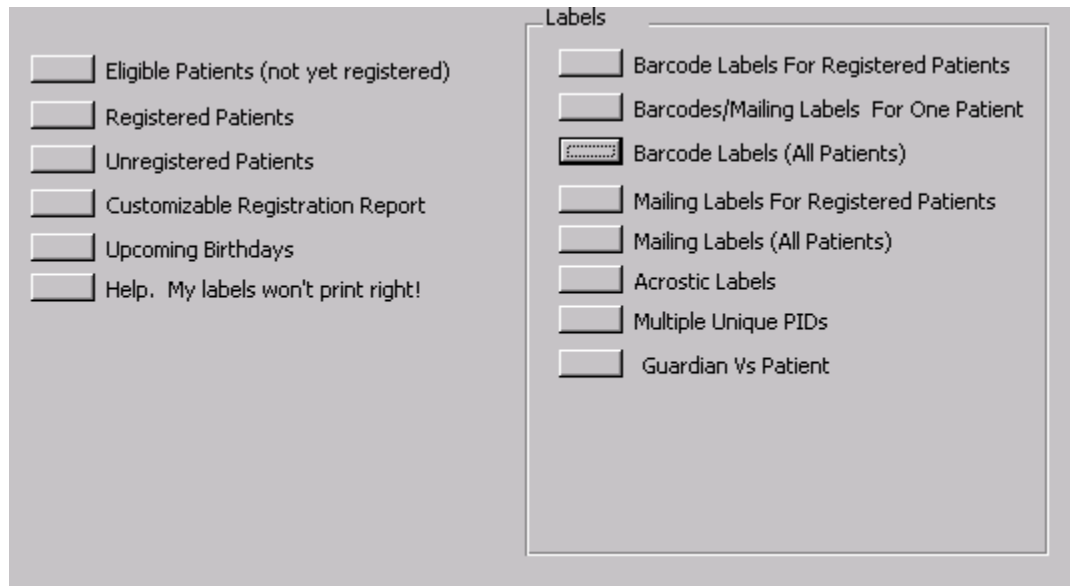 Eligible Patients (not yet registered)
Registered Patients
Unregistered Patients
Customizable Registration Report
Upcoming Birthdays
Help.  My labels won't print right!
Labels
Barcode Labels For Registered Patients
Barcodes/Mailing Labels  For One Patient
Barcode Labels (All Patients)
Mailing Labels For Registered Patients
Mailing Labels (All Patients)
Acrostic Labels
Multiple Unique PIDs
Guardian Vs Patient